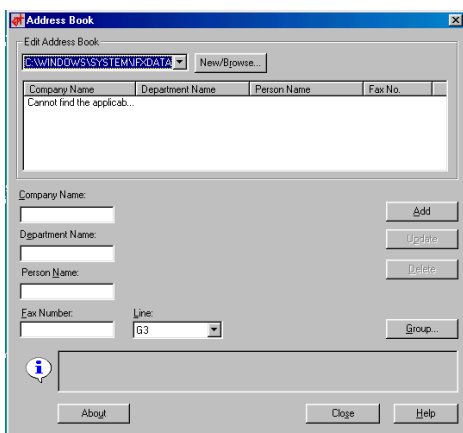 Address Book
Edit Address Book
C:\WINDOWS\SYSTEM\IFXDATA
New/Browse...
Company Name Department Name Person Name Fax No.
Cannot find the applicab...
Company Name:
Add
Department Name:
Update
Person Name:
Delete
Fax Number: Line:
G3
Group...
About Close Help